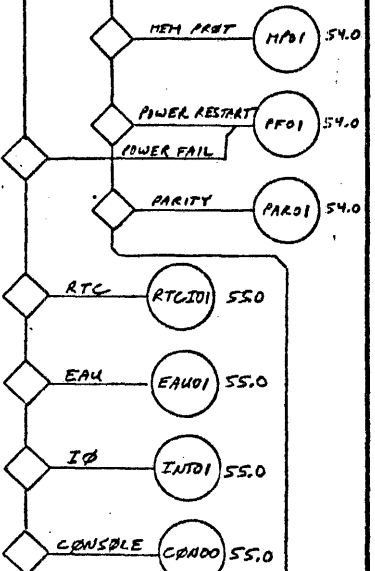 MEM PRØT MP01 54.0
POWER RESTART PF01 54.0
POWER FAIL
PARITY PAR01 54.0
RTC RTCI01 55.0
EAU EAU01 55.0
IØ INT01 55.0
CØNSØLE CØN00 55.0